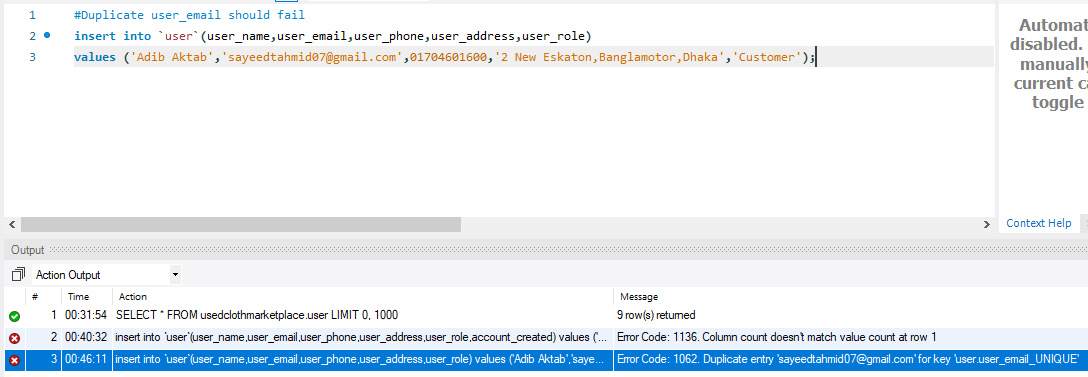 1 #Duplicate user_email should fail
2 insert into `user`(user_name,user_email,user_phone,user_address,user_role)
3 values ('Adib Aktab','sayeedtahmid07@gmail.com',01704601600,'2 New Eskaton,Banglamotor,Dhaka','Customer');
Automat
disabled.
manually
current ca
toggle
Context Help
Output
Action Output
# Time Action Message
1 00:31:54 SELECT * FROM usedclothmarketplace.user LIMIT 0, 1000 9 row(s) returned
2 00:40:32 insert into `user`(user_name,user_email,user_phone,user_address,user_role,account_created) values ('... Error Code: 1136. Column count doesn't match value count at row 1
3 00:46:11 insert into `user`(user_name,user_email,user_phone,user_address,user_role) values ('Adib Aktab','saye... Error Code: 1062. Duplicate entry 'sayeedtahmid07@gmail.com' for key 'user.user_email_UNIQUE'